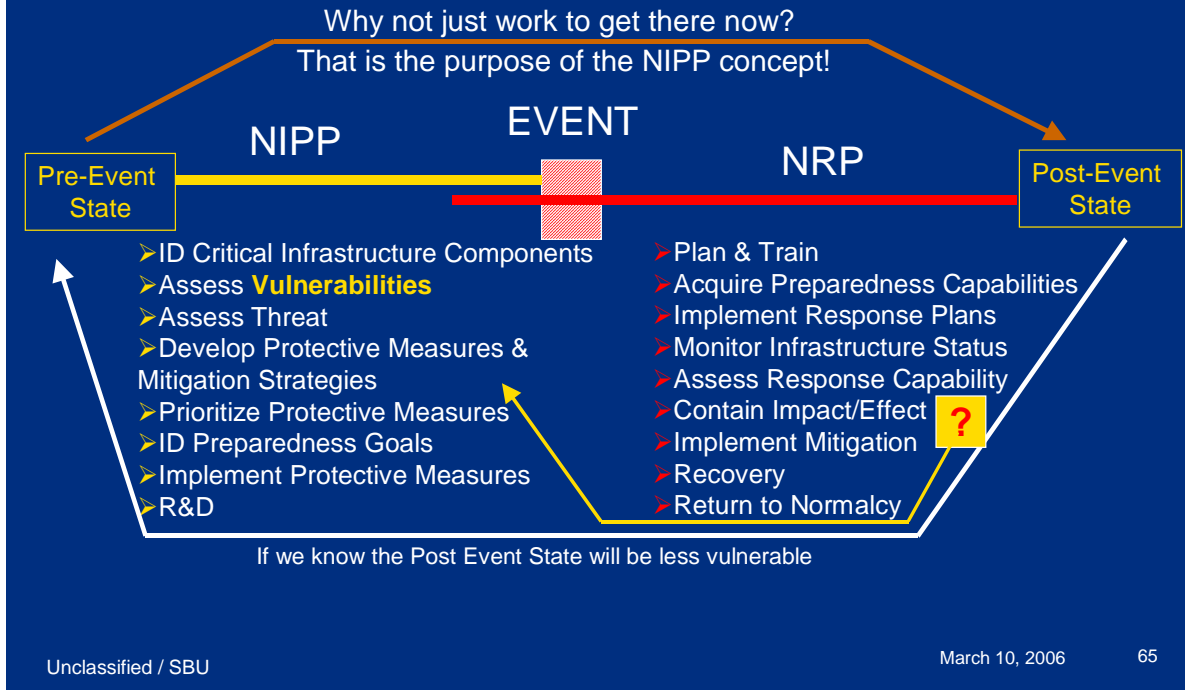 Why not just work to get there now?
That is the purpose of the NIPP concept!
EVENT
NIPP
NRP
Pre-Event
State
Post-Event
State
➢ID Critical Infrastructure Components
➢Assess Vulnerabilities
➢Assess Threat
➢Develop Protective Measures &
Mitigation Strategies
➢Prioritize Protective Measures
➢ID Preparedness Goals
➢Implement Protective Measures
➢R&D
➢Plan & Train
➢Acquire Preparedness Capabilities
➢Implement Response Plans
➢Monitor Infrastructure Status
➢Assess Response Capability
➢Contain Impact/Effect
➢Implement Mitigation
➢Recovery
➢Return to Normalcy
?
If we know the Post Event State will be less vulnerable
Unclassified / SBU
March 10, 2006
65